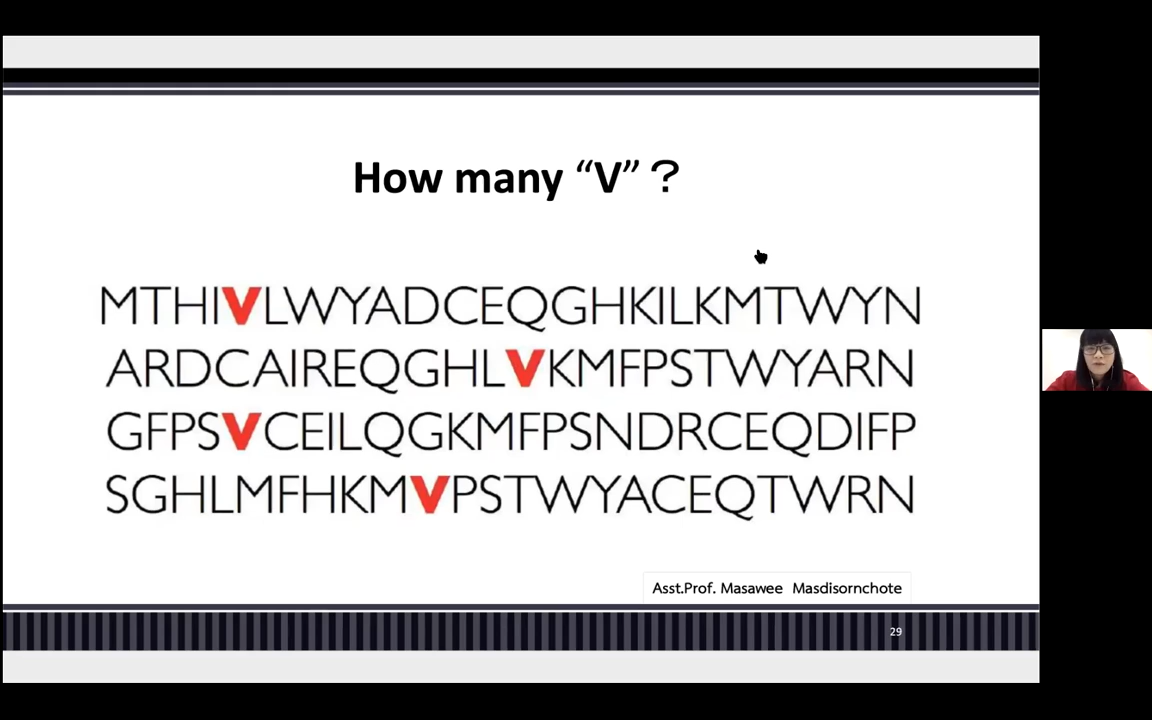 How many “V” ?
MTHIVLWYADCEQGHKILKMTWYN
ARDCAIREQGHLVKMFPSTWYARN
GFPSVCEILQGKMFPSNDRCEQDIFP
SGHLMFHKMVPSTWYACEQTWRN
Asst.Prof. Masawee Masdisornchote
29